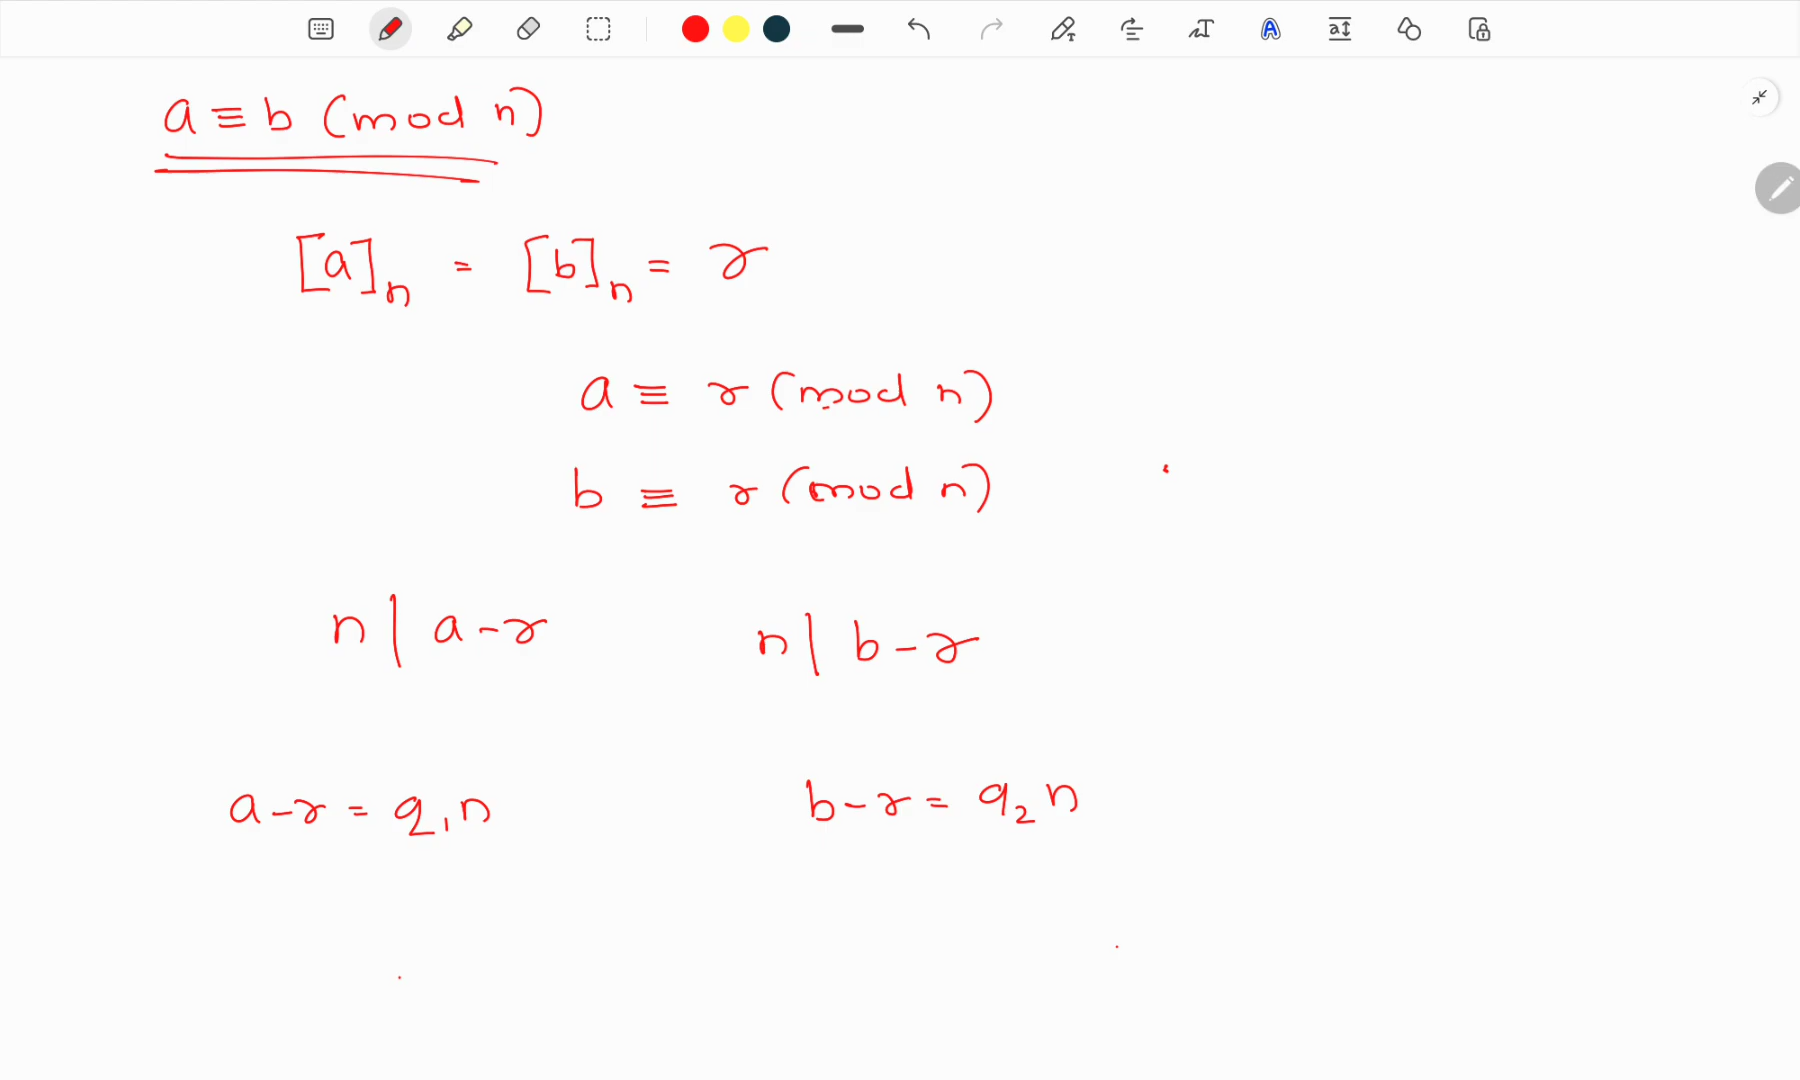 a ≡ b (mod n)
[a]n = [b]n = r
a ≡ r (mod n)
b ≡ r (mod n)
n | a-r n | b-r
a-r = q1n b-r = q2n